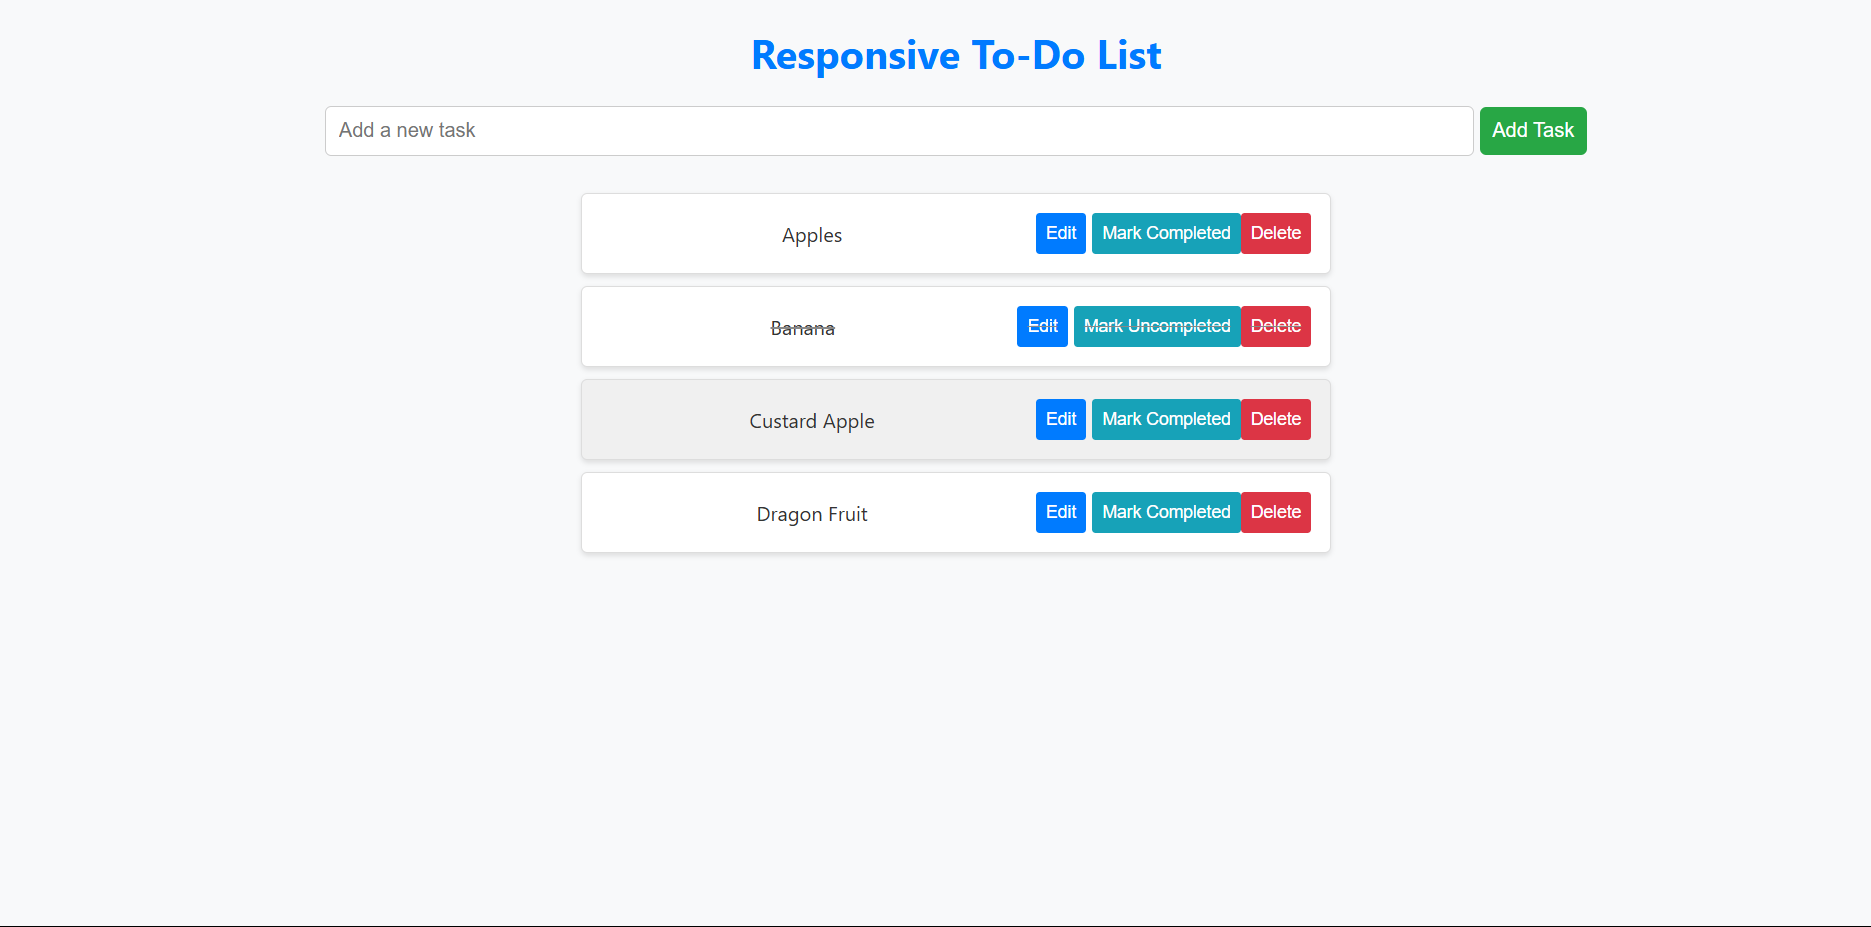 Responsive To-Do List
Add a new task Add Task
Apples Edit Mark Completed Delete
Banana Edit Mark Uncompleted Delete
Custard Apple Edit Mark Completed Delete
Dragon Fruit Edit Mark Completed Delete